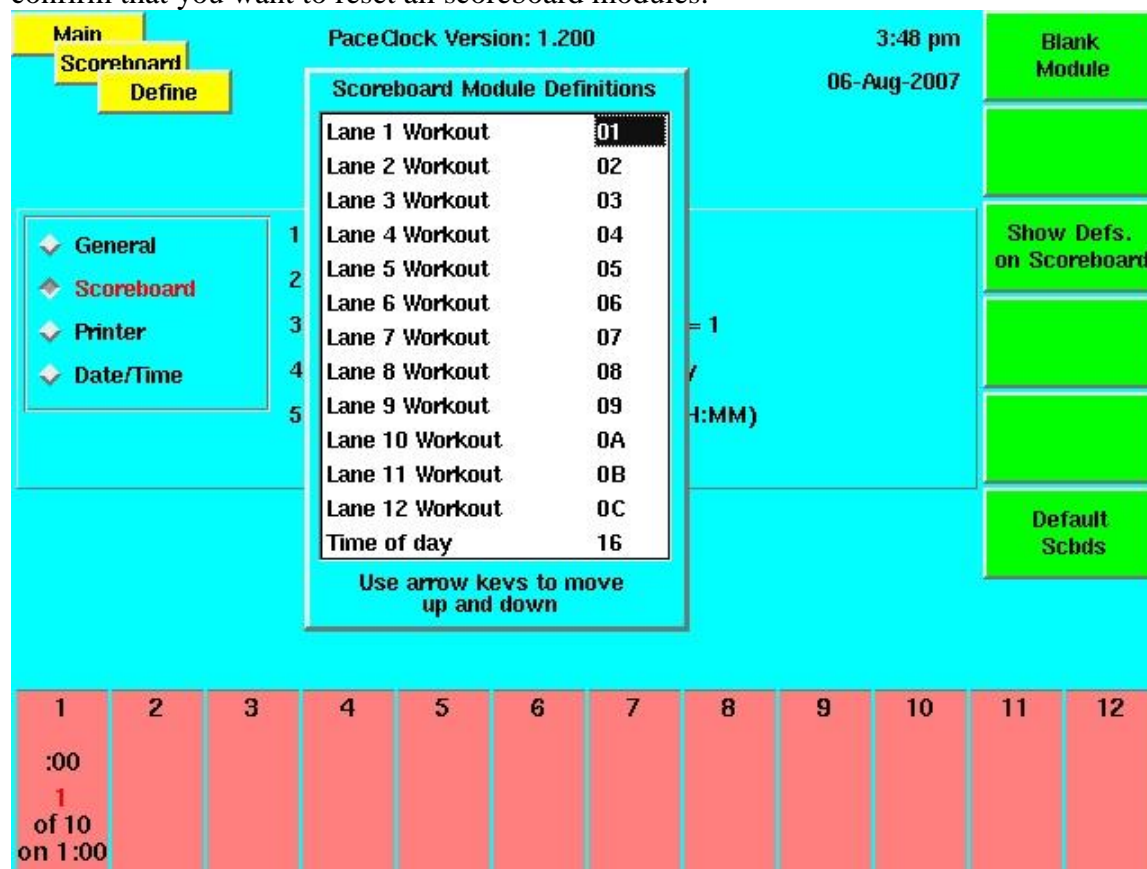 confirm that you want to reset all scoreboard modules.
Main
Scoreboard
Define
PaceClock Version: 1.200
3:48 pm
06-Aug-2007
Blank
Module
Scoreboard Module Definitions
Lane 1 Workout 01
Lane 2 Workout 02
Lane 3 Workout 03
Lane 4 Workout 04
Lane 5 Workout 05
Lane 6 Workout 06
Lane 7 Workout 07
Lane 8 Workout 08
Lane 9 Workout 09
Lane 10 Workout 0A
Lane 11 Workout 0B
Lane 12 Workout 0C
Time of day 16
Use arrow keys to move
up and down
General
Scoreboard
Printer
Date/Time
1
2
3 = 1
4
5 H:MM)
Show Defs.
on Scoreboard
Default
Scbds
1 2 3 4 5 6 7 8 9 10 11 12
:00
1
of 10
on 1:00